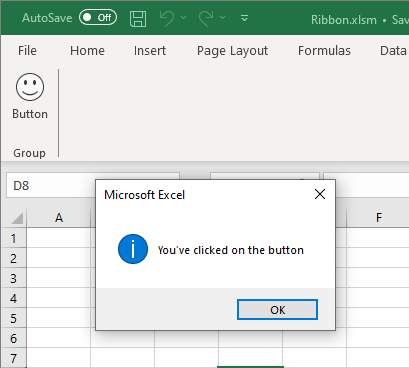 AutoSave Off Ribbon.xlsm • Sav
File Home Insert Page Layout Formulas Data
Button
Group
D8
Microsoft Excel
A F
1
2
You've clicked on the button
3
4
OK
5
6
7